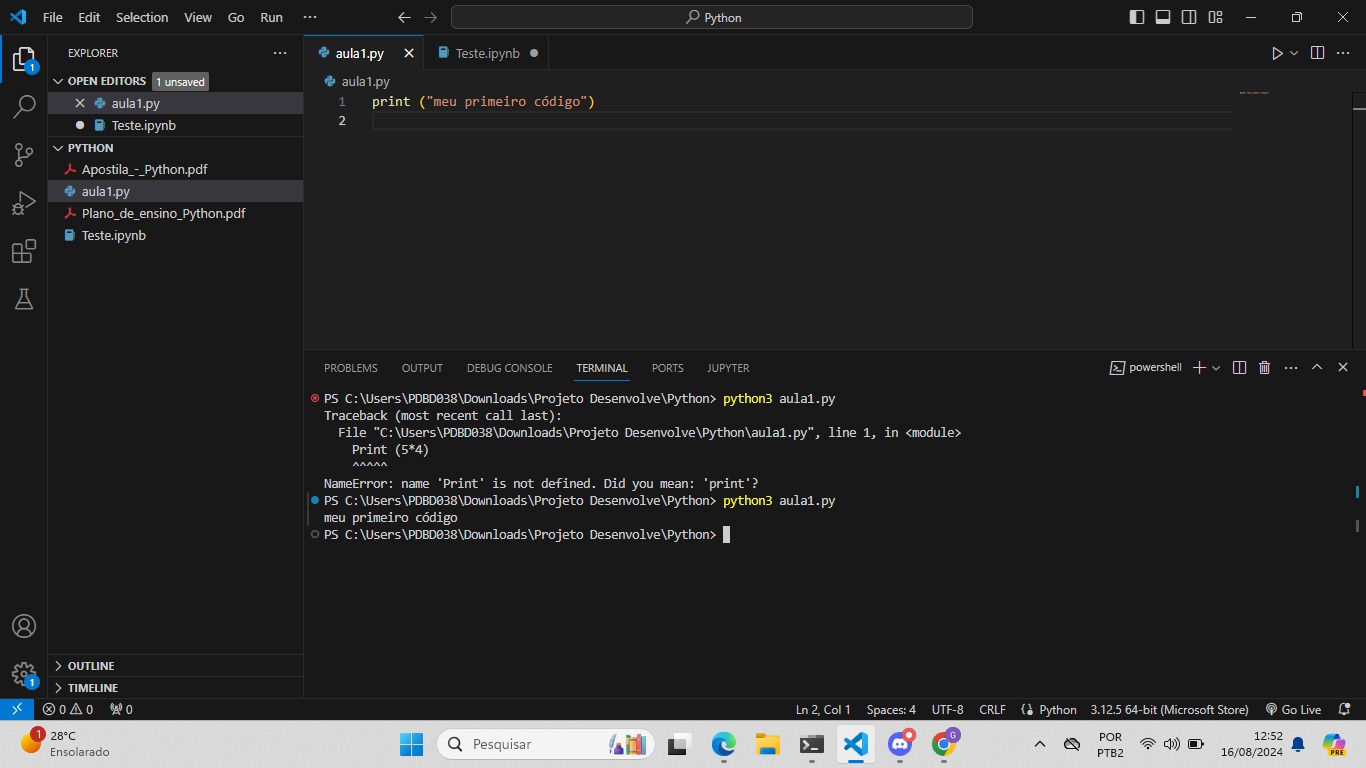 File Edit Selection View Go Run ···
Python
EXPLORER ···
OPEN EDITORS 1 unsaved
aula1.py
Teste.ipynb
PYTHON
Apostila_-_Python.pdf
aula1.py
Plano_de_ensino_Python.pdf
Teste.ipynb
OUTLINE
TIMELINE
aula1.py Teste.ipynb
aula1.py
1 print ("meu primeiro código")
2
PROBLEMS OUTPUT DEBUG CONSOLE TERMINAL PORTS JUPYTER powershell
PS C:\Users\PDBD038\Downloads\Projeto Desenvolve\Python> python3 aula1.py
Traceback (most recent call last):
File "C:\Users\PDBD038\Downloads\Projeto Desenvolve\Python\aula1.py", line 1, in <module>
Print (5*4)
^^^^^
NameError: name 'Print' is not defined. Did you mean: 'print'?
PS C:\Users\PDBD038\Downloads\Projeto Desenvolve\Python> python3 aula1.py
meu primeiro código
PS C:\Users\PDBD038\Downloads\Projeto Desenvolve\Python>
1
1
0 0 0 Ln 2, Col 1 Spaces: 4 UTF-8 CRLF Python 3.12.5 64-bit (Microsoft Store) Go Live
1
28°C
Ensolarado
Pesquisar
G
POR
PTB2
12:52
16/08/2024
PRE